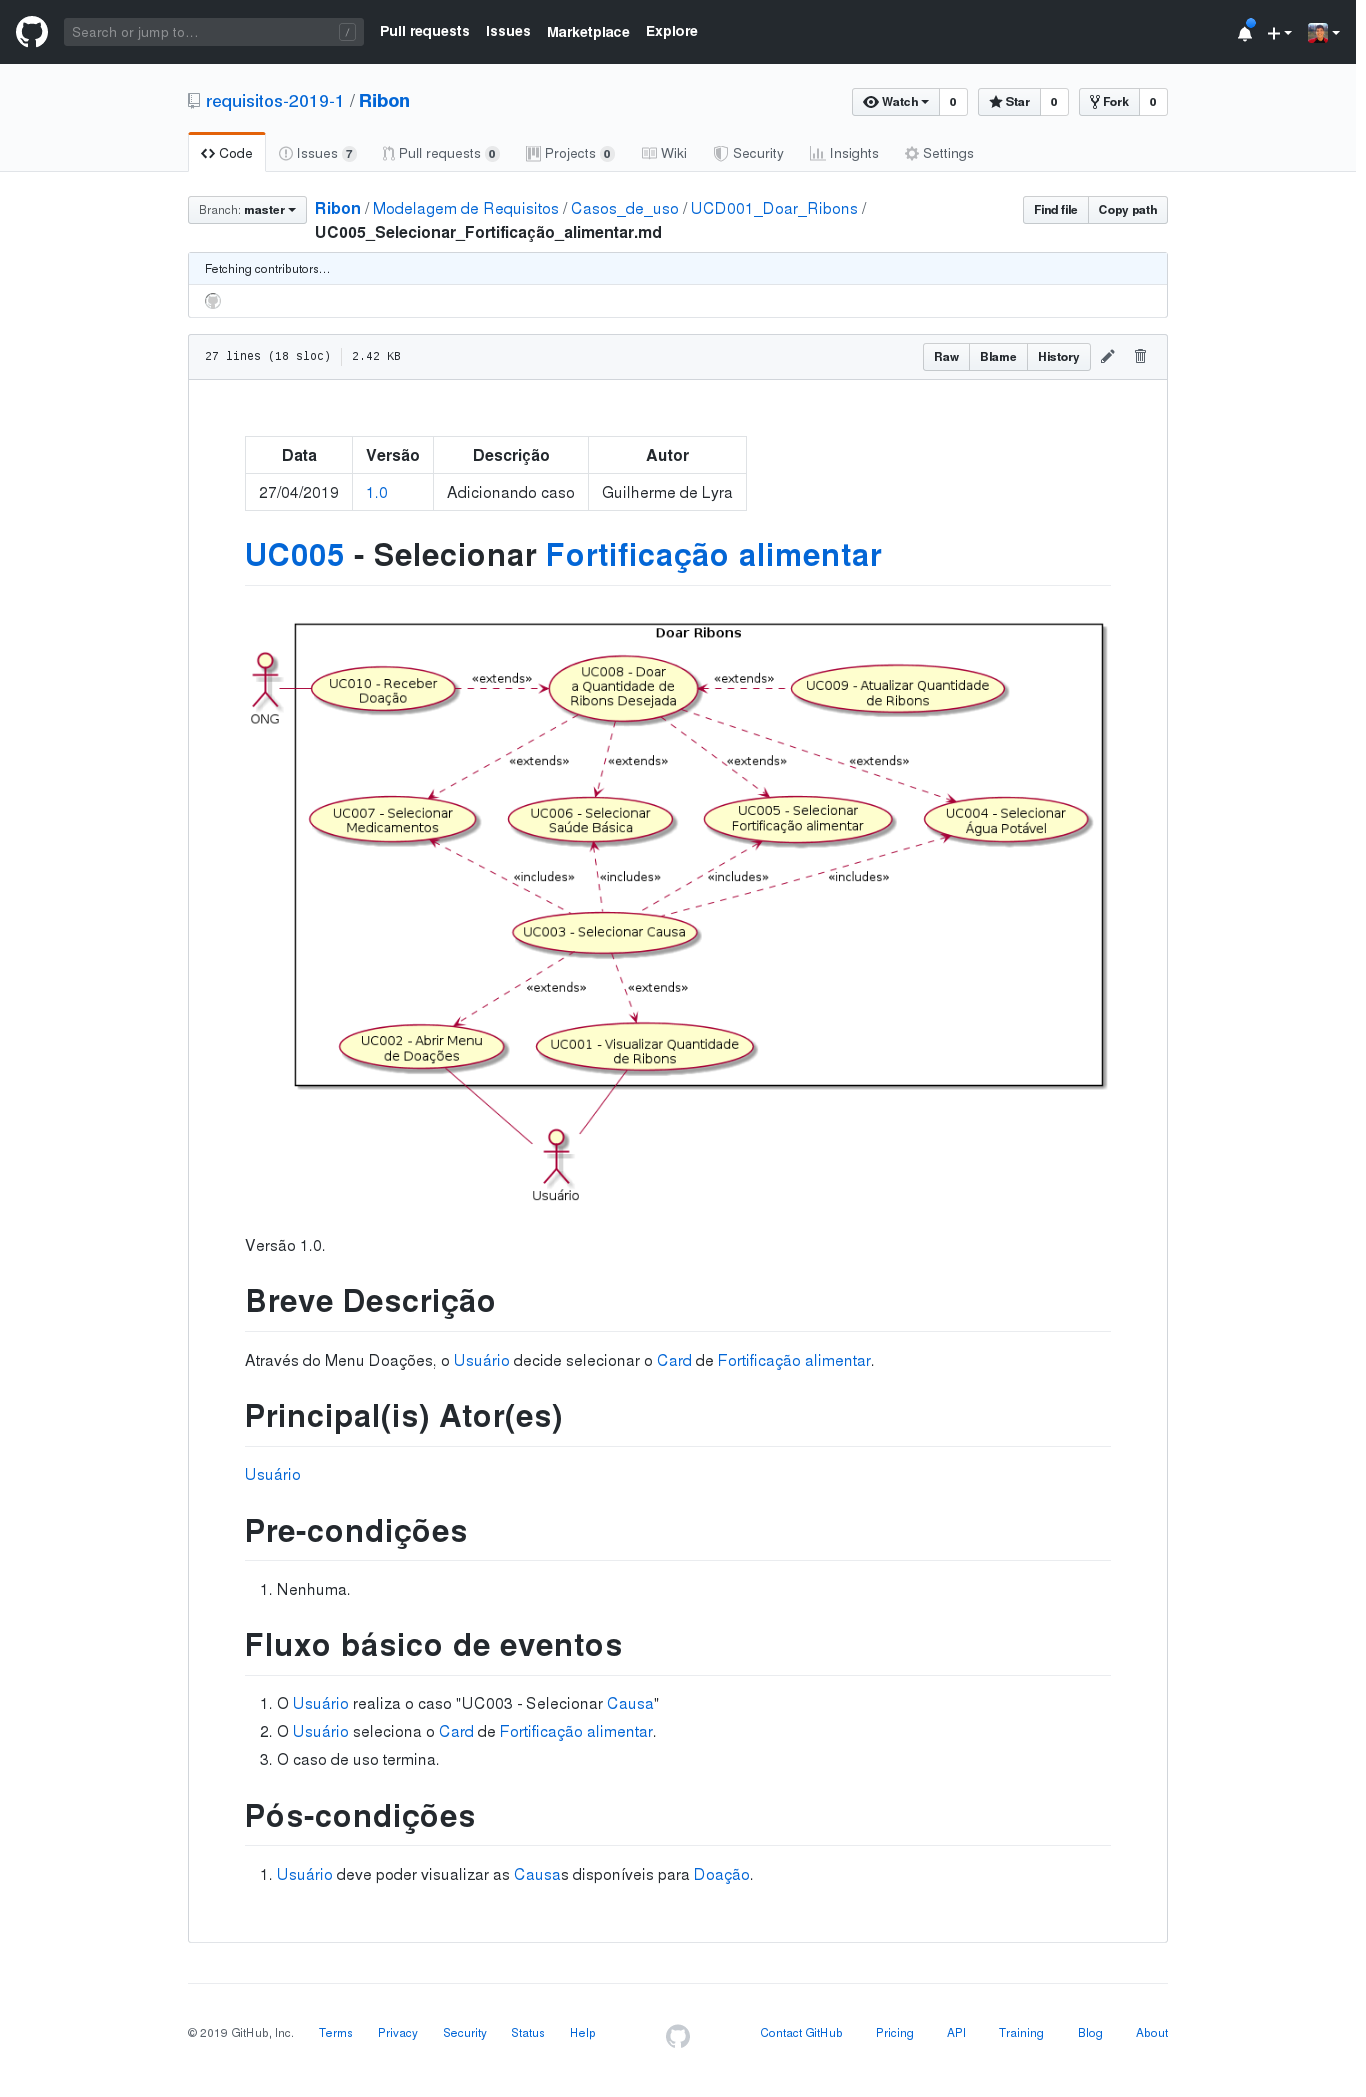 Search or jump to... /
Pull requests Issues Marketplace Explore
requisitos-2019-1 / Ribon
Watch 0 Star 0 Fork 0
Code Issues 7 Pull requests 0 Projects 0 Wiki Security Insights Settings
Branch: master Ribon / Modelagem de Requisitos / Casos_de_uso / UCD001_Doar_Ribons /
UC005_Selecionar_Fortificação_alimentar.md
Find file Copy path
Fetching contributors…
27 lines (18 sloc) 2.42 KB
Raw Blame History
Data Versão Descrição Autor
27/04/2019 1.0 Adicionando caso Guilherme de Lyra
UC005 - Selecionar Fortificação alimentar
Doar Ribons
ONG
UC010 - Receber
Doação
«extends»
UC008 - Doar
a Quantidade de
Ribons Desejada
«extends»
UC009 - Atualizar Quantidade
de Ribons
«extends» «extends» «extends» «extends»
UC007 - Selecionar
Medicamentos
UC006 - Selecionar
Saúde Básica
UC005 - Selecionar
Fortificação alimentar
UC004 - Selecionar
Água Potável
«includes» «includes» «includes» «includes»
UC003 - Selecionar Causa
«extends» «extends»
UC002 - Abrir Menu
de Doações
UC001 - Visualizar Quantidade
de Ribons
Usuário
Versão 1.0.
Breve Descrição
Através do Menu Doações, o Usuário decide selecionar o Card de Fortificação alimentar.
Principal(is) Ator(es)
Usuário
Pre-condições
1. Nenhuma.
Fluxo básico de eventos
1. O Usuário realiza o caso "UC003 - Selecionar Causa"
2. O Usuário seleciona o Card de Fortificação alimentar.
3. O caso de uso termina.
Pós-condições
1. Usuário deve poder visualizar as Causas disponíveis para Doação.
© 2019 GitHub, Inc. Terms Privacy Security Status Help Contact GitHub Pricing API Training Blog About